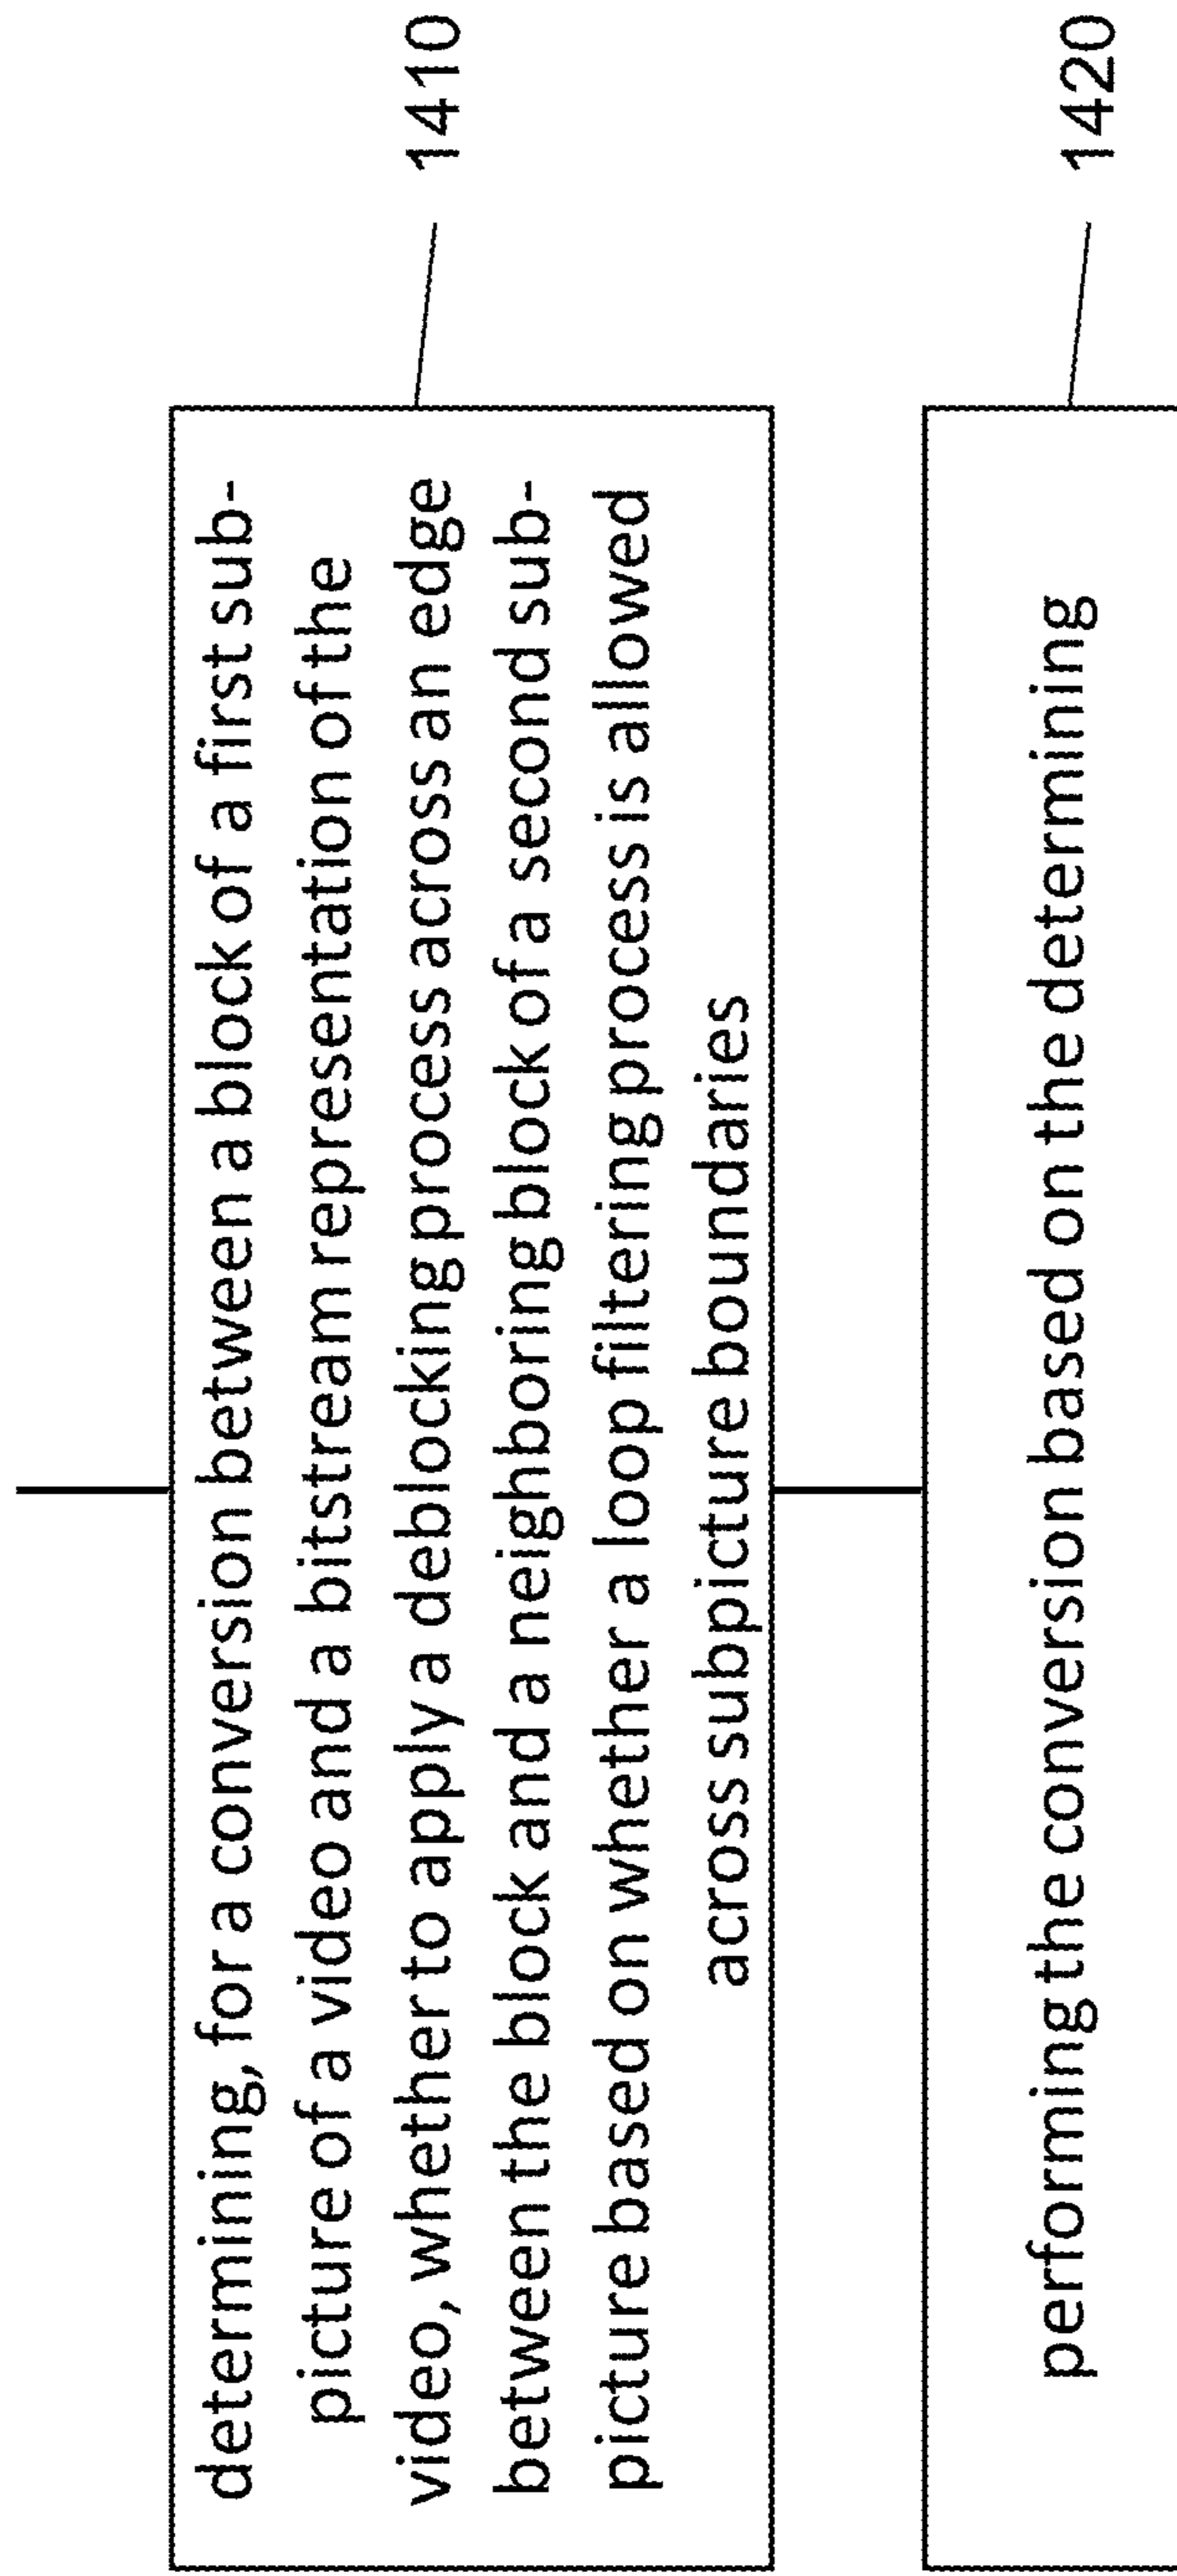 determining, for a conversion between a block of a first sub-
picture of a video and a bitstream representation of the
video, whether to apply a deblocking process across an edge
between the block and a neighboring block of a second sub-
picture based on whether a loop filtering process is allowed
across subpicture boundaries
1410
performing the conversion based on the determining
1420